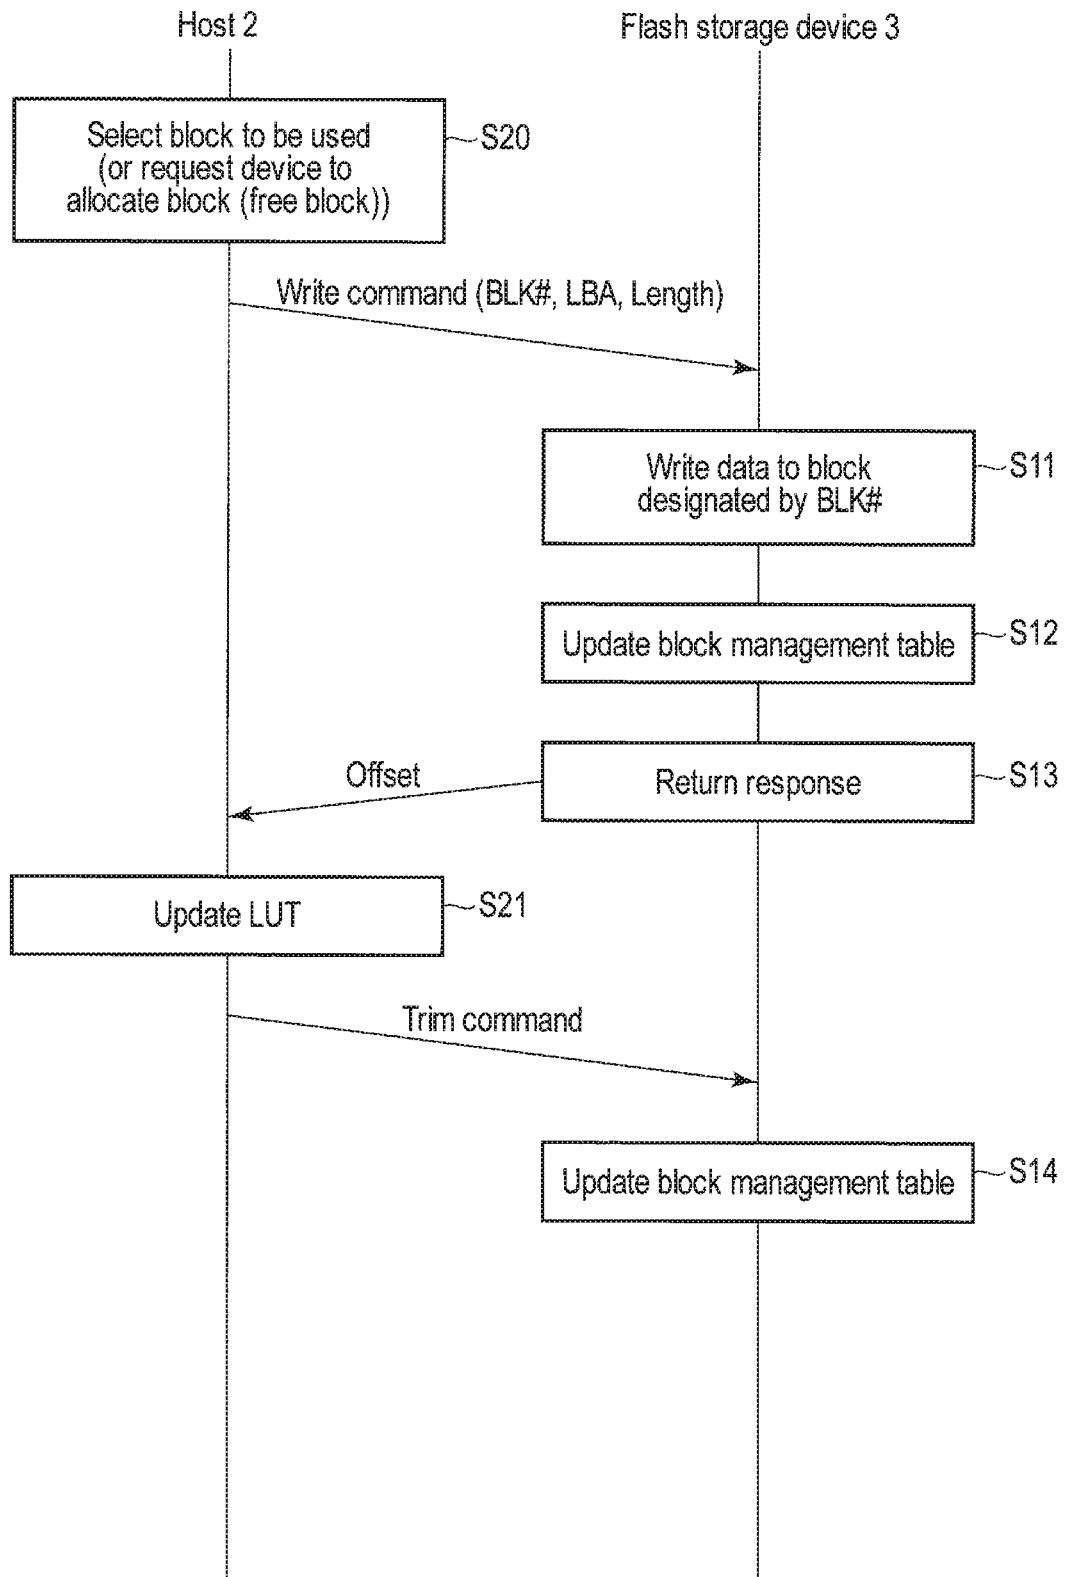 Host 2
Flash storage device 3
Select block to be used
(or request device to
allocate block (free block))
S20
Write command (BLK#, LBA, Length)
Write data to block
designated by BLK#
S11
Update block management table
S12
Return response
S13
Offset
Update LUT
S21
Trim command
Update block management table
S14